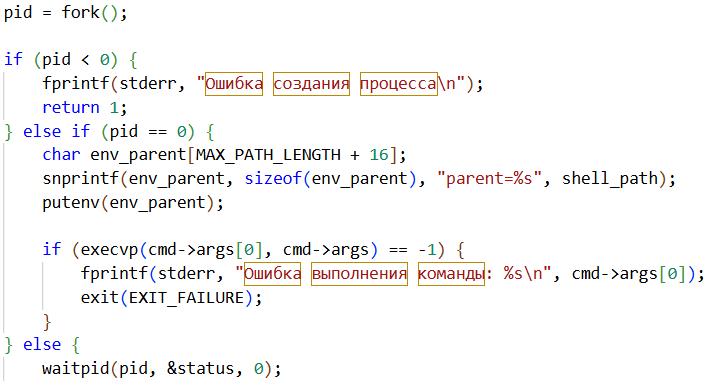 pid = fork();

if (pid < 0) {
    fprintf(stderr, "Ошибка создания процесса\n");
    return 1;
} else if (pid == 0) {
    char env_parent[MAX_PATH_LENGTH + 16];
    snprintf(env_parent, sizeof(env_parent), "parent=%s", shell_path);
    putenv(env_parent);

    if (execvp(cmd->args[0], cmd->args) == -1) {
        fprintf(stderr, "Ошибка выполнения команды: %s\n", cmd->args[0]);
        exit(EXIT_FAILURE);
    }
} else {
    waitpid(pid, &status, 0);